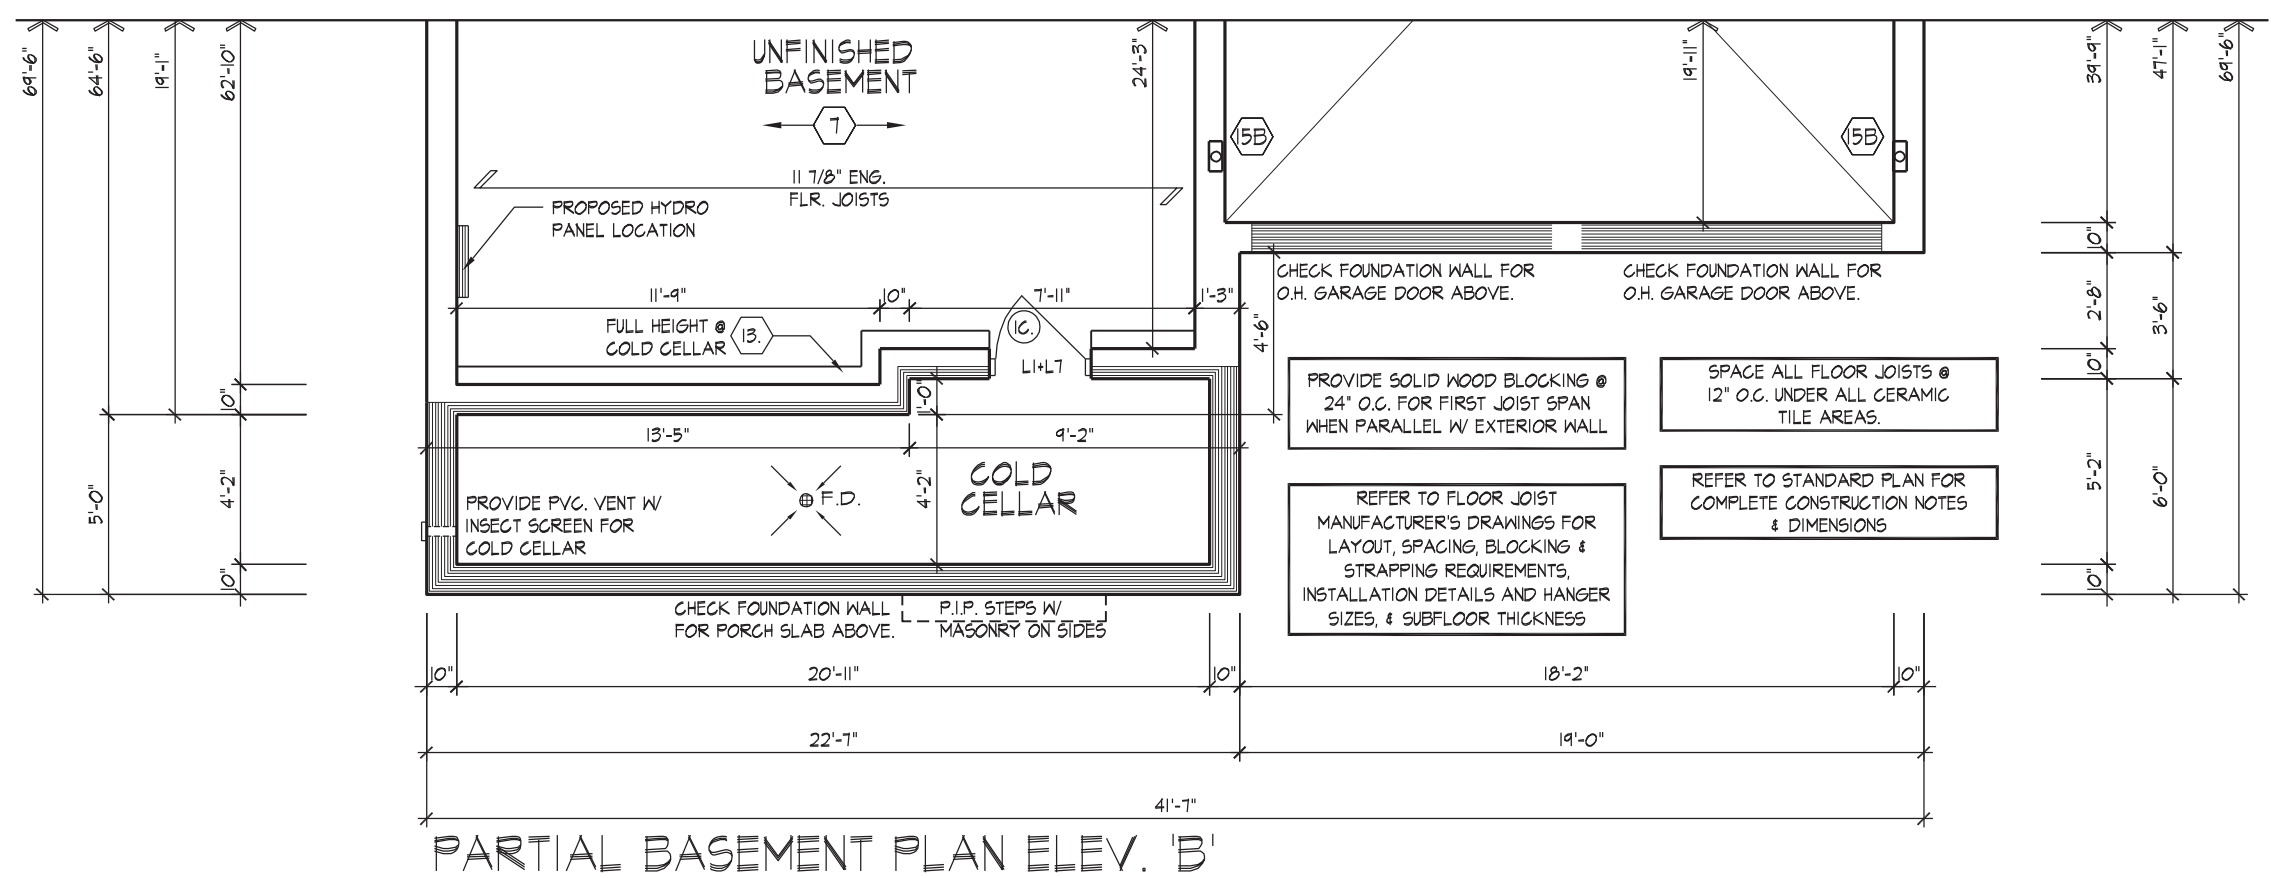 69'-6"
64'-6"
19'-1"
62'-10"
UNFINISHED
BASEMENT
7
24'-3"
19'-11"
39'-9"
47'-1"
69'-6"
15B
15B
11 7/8" ENG.
FLR. JOISTS
PROPOSED HYDRO
PANEL LOCATION
10"
CHECK FOUNDATION WALL FOR
O.H. GARAGE DOOR ABOVE.
CHECK FOUNDATION WALL FOR
O.H. GARAGE DOOR ABOVE.
11'-9"
10"
7'-11"
1'-3"
4'-6"
2'-8"
3'-6"
FULL HEIGHT @
COLD CELLAR
13.
1C.
L1+L7
10"
10"
1'-0"
PROVIDE SOLID WOOD BLOCKING @
24" O.C. FOR FIRST JOIST SPAN
WHEN PARALLEL W/ EXTERIOR WALL
SPACE ALL FLOOR JOISTS @
12" O.C. UNDER ALL CERAMIC
TILE AREAS.
13'-5"
9'-2"
5'-0"
4'-2"
4'-2"
5'-2"
6'-0"
COLD
CELLAR
F.D.
PROVIDE PVC. VENT W/
INSECT SCREEN FOR
COLD CELLAR
REFER TO FLOOR JOIST
MANUFACTURER'S DRAWINGS FOR
LAYOUT, SPACING, BLOCKING &
STRAPPING REQUIREMENTS,
INSTALLATION DETAILS AND HANGER
SIZES, & SUBFLOOR THICKNESS
REFER TO STANDARD PLAN FOR
COMPLETE CONSTRUCTION NOTES
& DIMENSIONS
10"
10"
CHECK FOUNDATION WALL
FOR PORCH SLAB ABOVE.
P.I.P. STEPS W/
MASONRY ON SIDES
10"
20'-11"
10"
18'-2"
10"
22'-7"
19'-0"
41'-7"
PARTIAL BASEMENT PLAN ELEV. 'B'